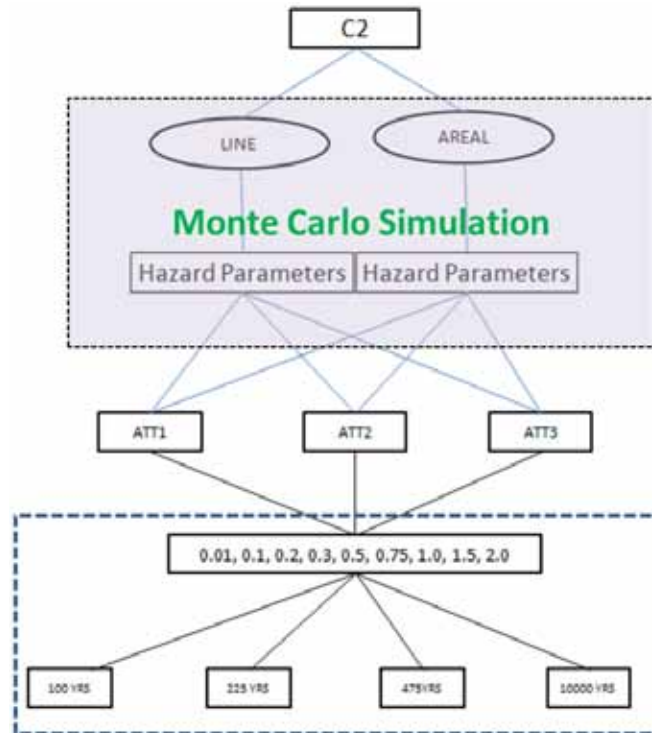 C2
LINE
AREAL
Monte Carlo Simulation
Hazard Parameters
Hazard Parameters
ATT1
ATT2
ATT3
0.01, 0.1, 0.2, 0.3, 0.5, 0.75, 1.0, 1.5, 2.0
100 YRS
225 YRS
475YRS
10000 YRS